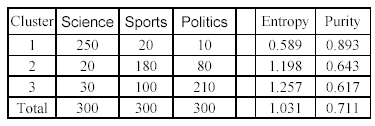 Cluster Science Sports Politics Entropy Purity
1 250 20 10 0.589 0.893
2 20 180 80 1.198 0.643
3 30 100 210 1.257 0.617
Total 300 300 300 1.031 0.711